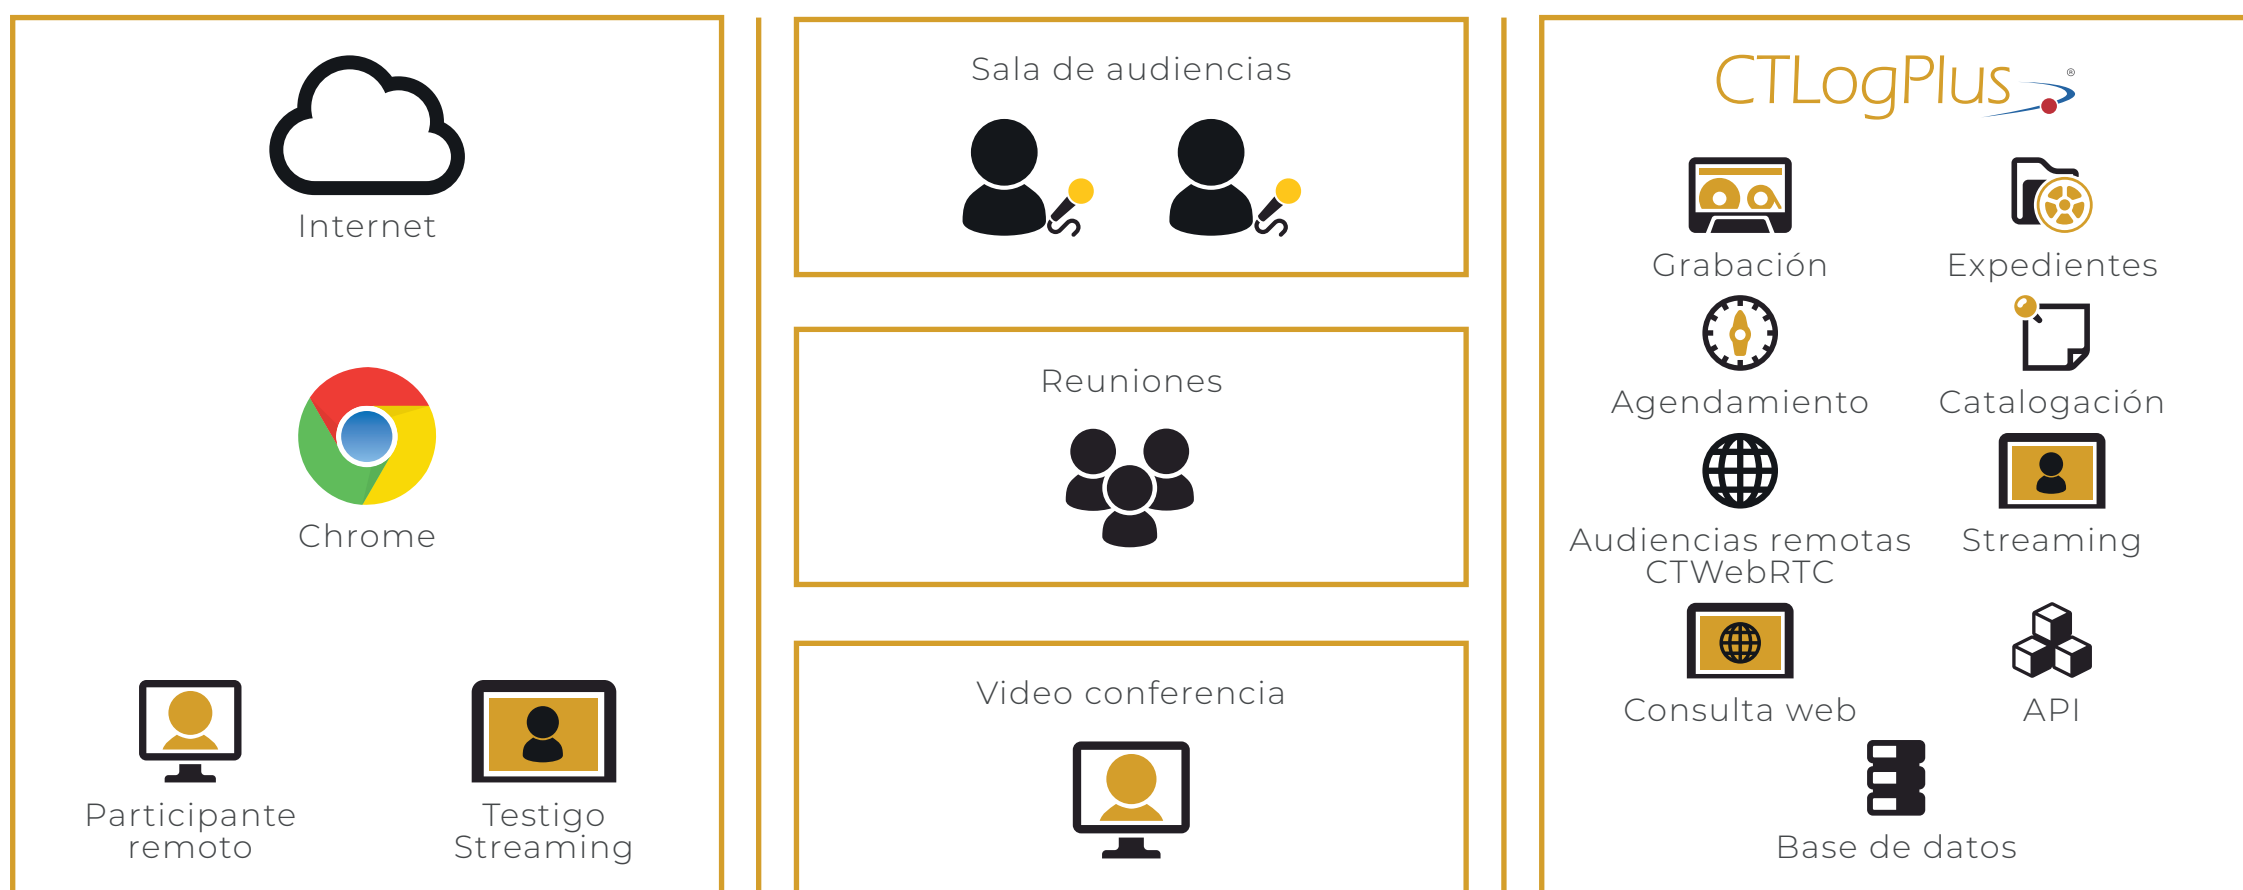 Internet
Chrome
Participante
remoto
Testigo
Streaming
Sala de audiencias
Reuniones
Video conferencia
CTLogPlus®
Grabación
Expedientes
Agendamiento
Catalogación
Audiencias remotas
CTWebRTC
Streaming
Consulta web
API
Base de datos